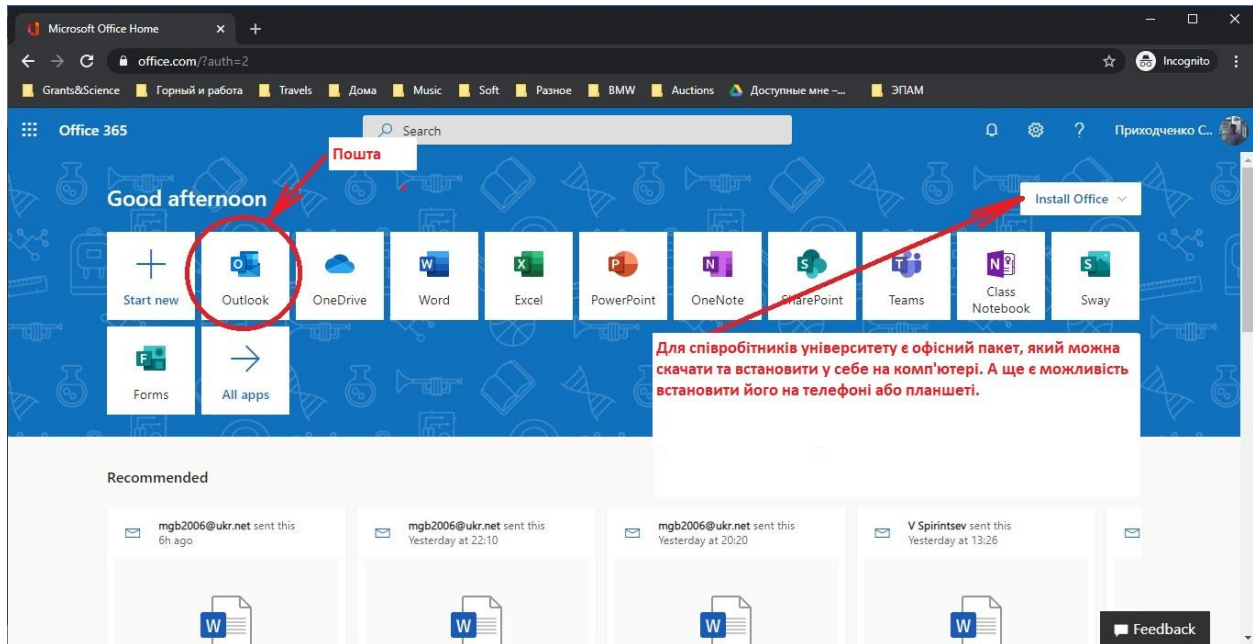 Microsoft Office Home
office.com/?auth=2
Incognito
Grants&Science Горный и работа Travels Дома Music Soft Разное BMW Auctions Доступные мне –... ЭПАМ
Office 365
Search
Приходченко С..
Пошта
Good afternoon
Install Office
Start new Outlook OneDrive Word Excel PowerPoint OneNote SharePoint Teams Class Notebook Sway
Forms All apps
Для співробітників університету є офісний пакет, який можна
скачати та встановити у себе на комп'ютері. А ще є можливість
встановити його на телефоні або планшеті.
Recommended
mgb2006@ukr.net sent this
6h ago
mgb2006@ukr.net sent this
Yesterday at 22:10
mgb2006@ukr.net sent this
Yesterday at 20:20
V Spirintsev sent this
Yesterday at 13:26
Feedback